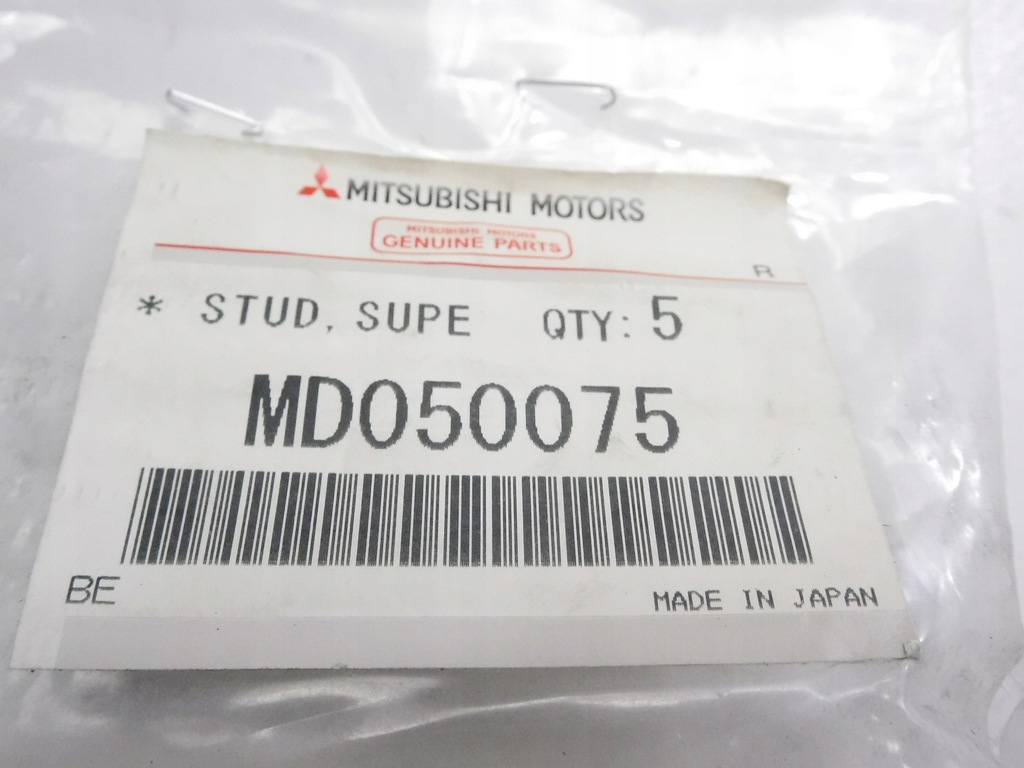 MITSUBISHI MOTORS
MITSUBISHI MOTORS
GENUINE PARTS
R
* STUD, SUPE QTY: 5
MD050075
BE MADE IN JAPAN